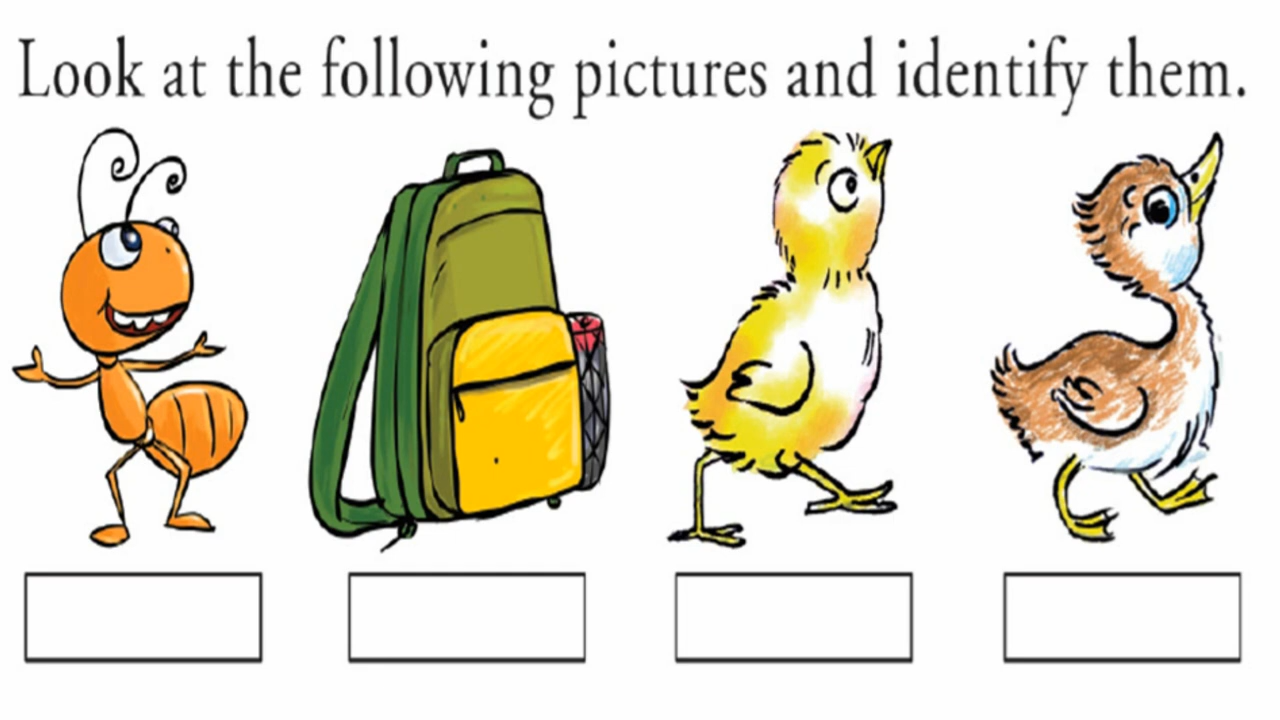 Look at the following pictures and identify them.